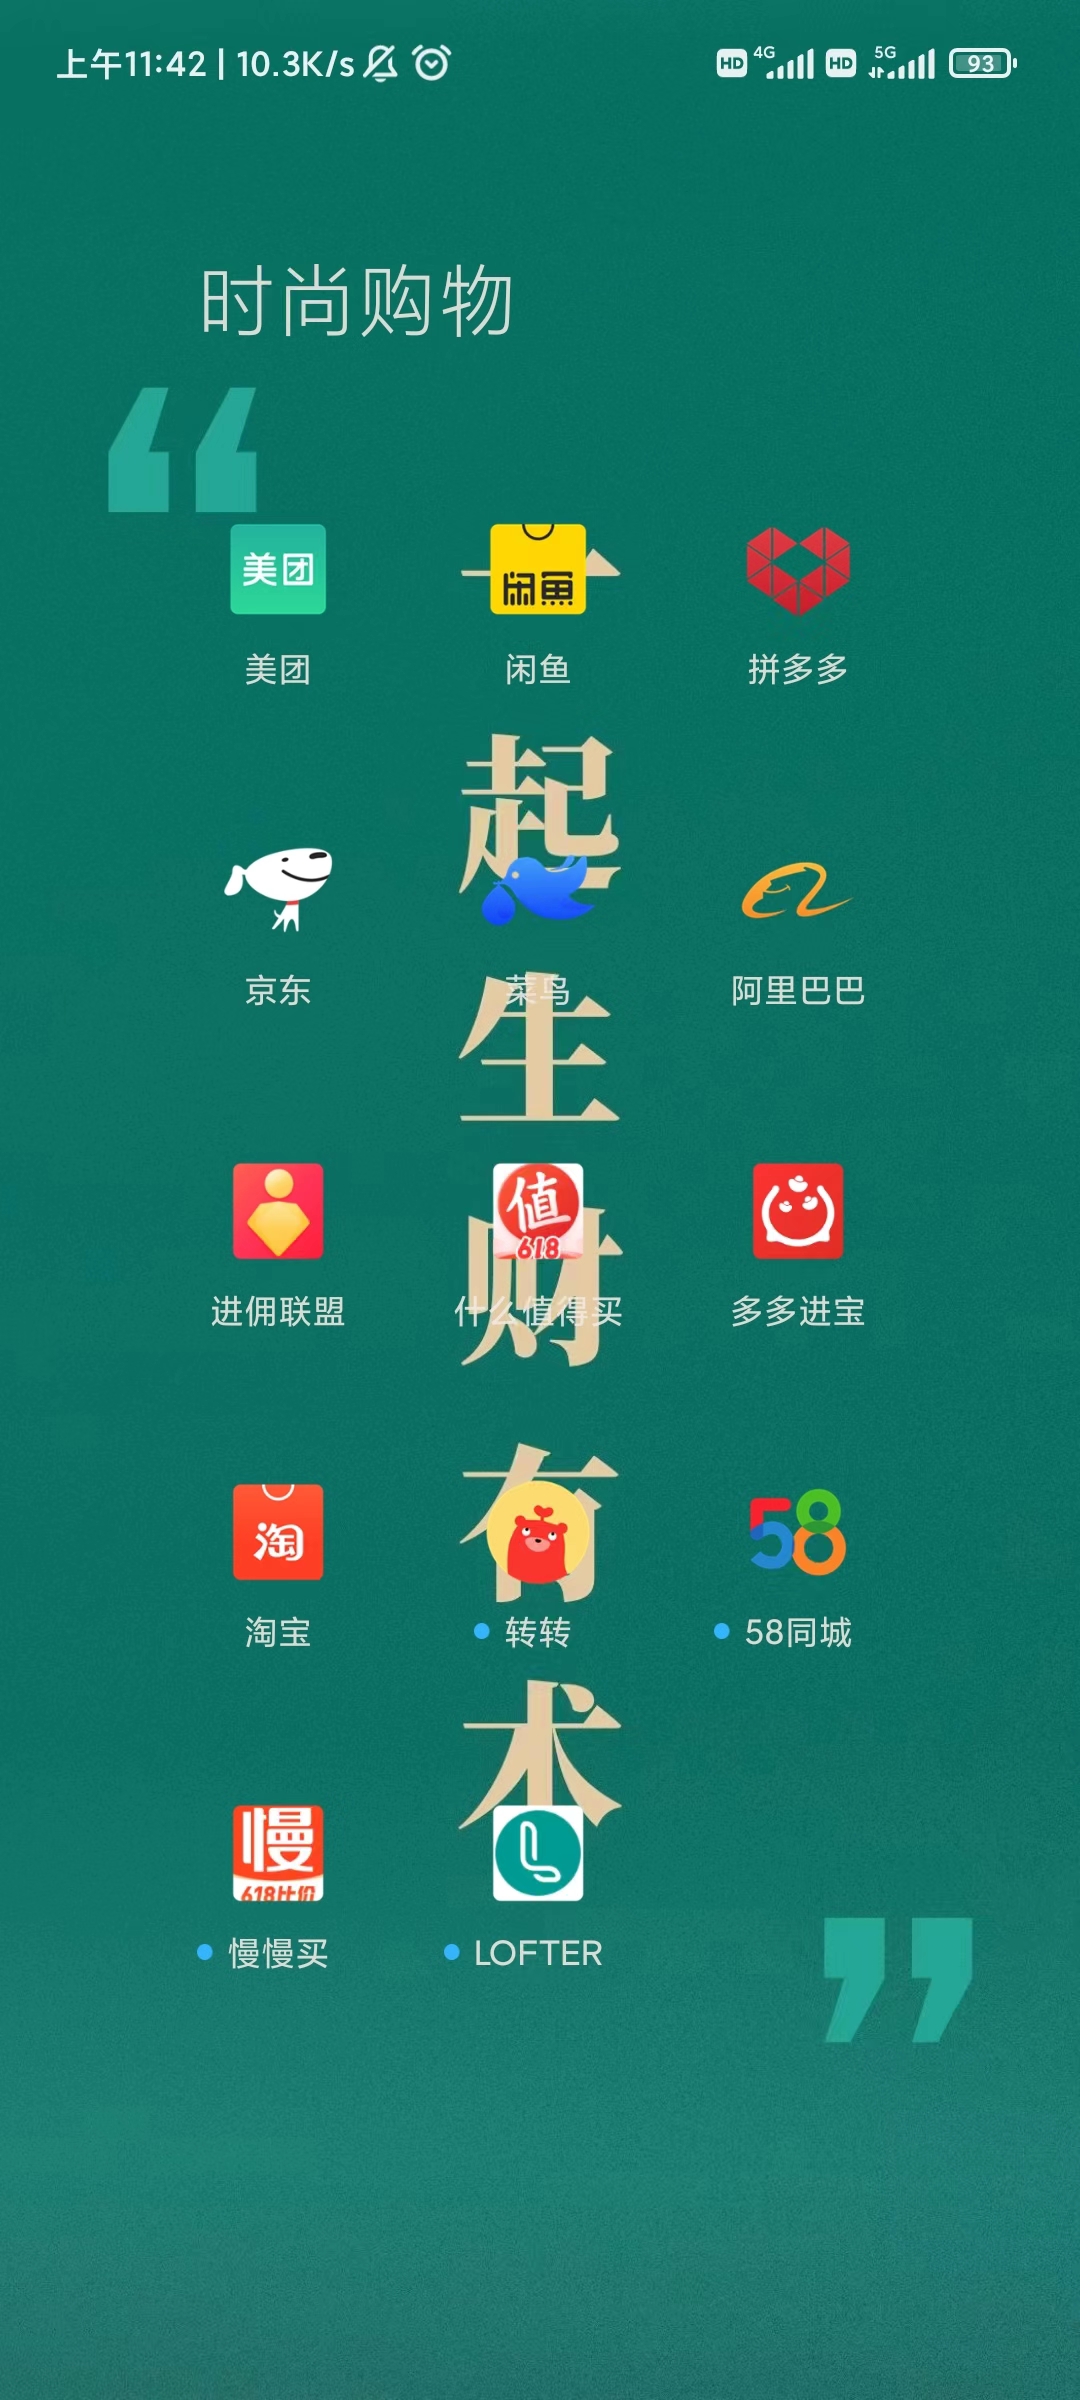 上午11:42 | 10.3K/s
HD 4G HD 5G 93
时尚购物
“
美团 闲鱼
美团 闲鱼 拼多多
一
起
生
财
有
术
京东 菜鸟 阿里巴巴
值
618
进佣联盟 什么值得买 多多进宝
淘 58
淘宝 转转 58同城
慢
618比价
慢慢买 LOFTER
”